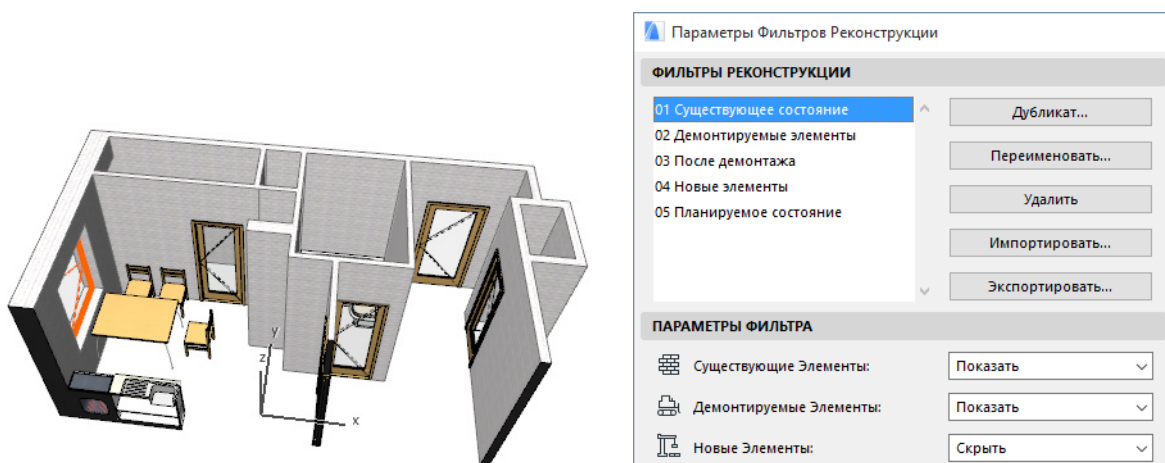 Параметры Фильтров Реконструкции
ФИЛЬТРЫ РЕКОНСТРУКЦИИ
01 Существующее состояние
02 Демонтируемые элементы
03 После демонтажа
04 Новые элементы
05 Планируемое состояние
Дубликат...
Переименовать...
Удалить
Импортировать...
Экспортировать...
ПАРАМЕТРЫ ФИЛЬТРА
Существующие Элементы: Показать
Демонтируемые Элементы: Показать
Новые Элементы: Скрыть
y
z
x